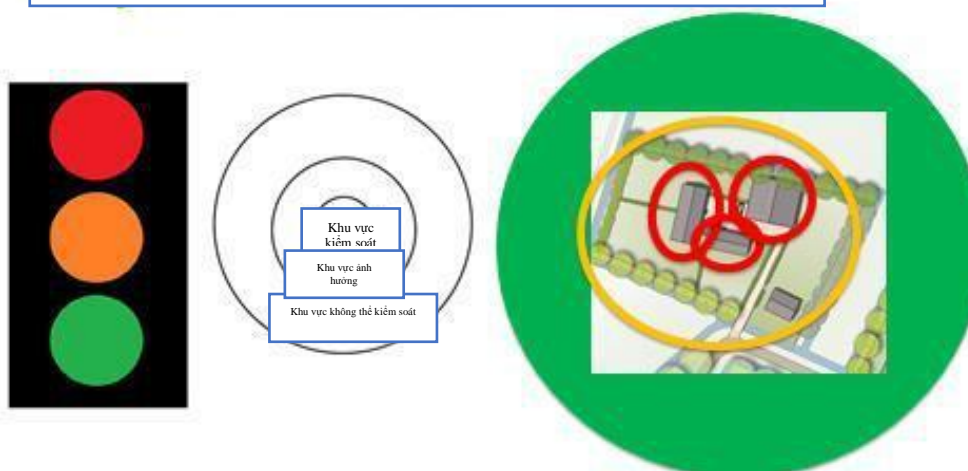 Khu vực
kiểm soát
Khu vực ảnh
hưởng
Khu vực không thể kiểm soát